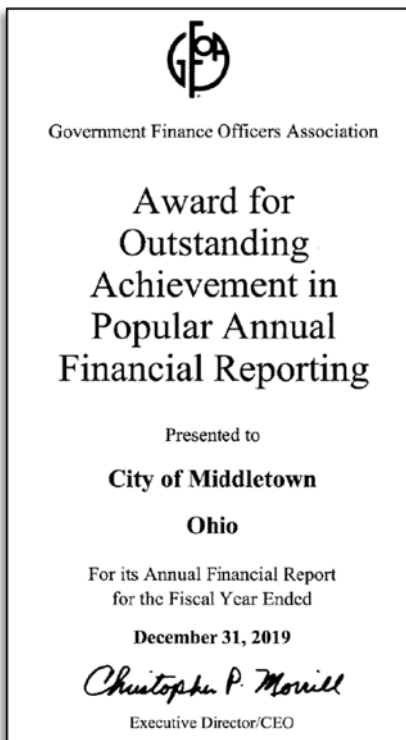 GFOA
Government Finance Officers Association
Award for
Outstanding
Achievement in
Popular Annual
Financial Reporting
Presented to
City of Middletown
Ohio
For its Annual Financial Report
for the Fiscal Year Ended
December 31, 2019
Christopher P. Morrill
Executive Director/CEO